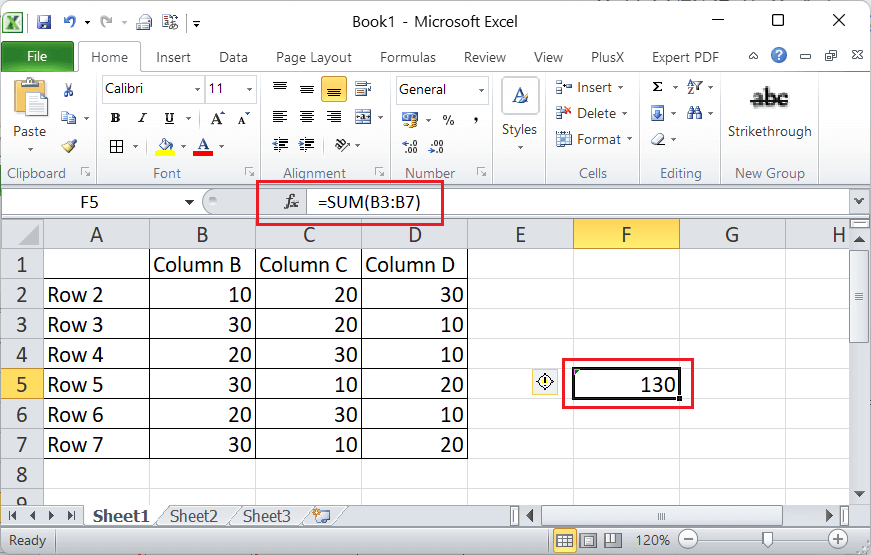 Book1 - Microsoft Excel
File Home Insert Data Page Layout Formulas Review View PlusX Expert PDF
Calibri 11 General Insert Σ abc
Paste B I U A A % , Styles Delete Strikethrough
A Format
Clipboard Font Alignment Number Cells Editing New Group
F5 fx =SUM(B3:B7)
A B C D E F G H
1 Column B Column C Column D
2 Row 2 10 20 30
3 Row 3 30 20 10
4 Row 4 20 30 10
5 Row 5 30 10 20 130
6 Row 6 20 30 10
7 Row 7 30 10 20
8
9
Sheet1 Sheet2 Sheet3
Ready 120%